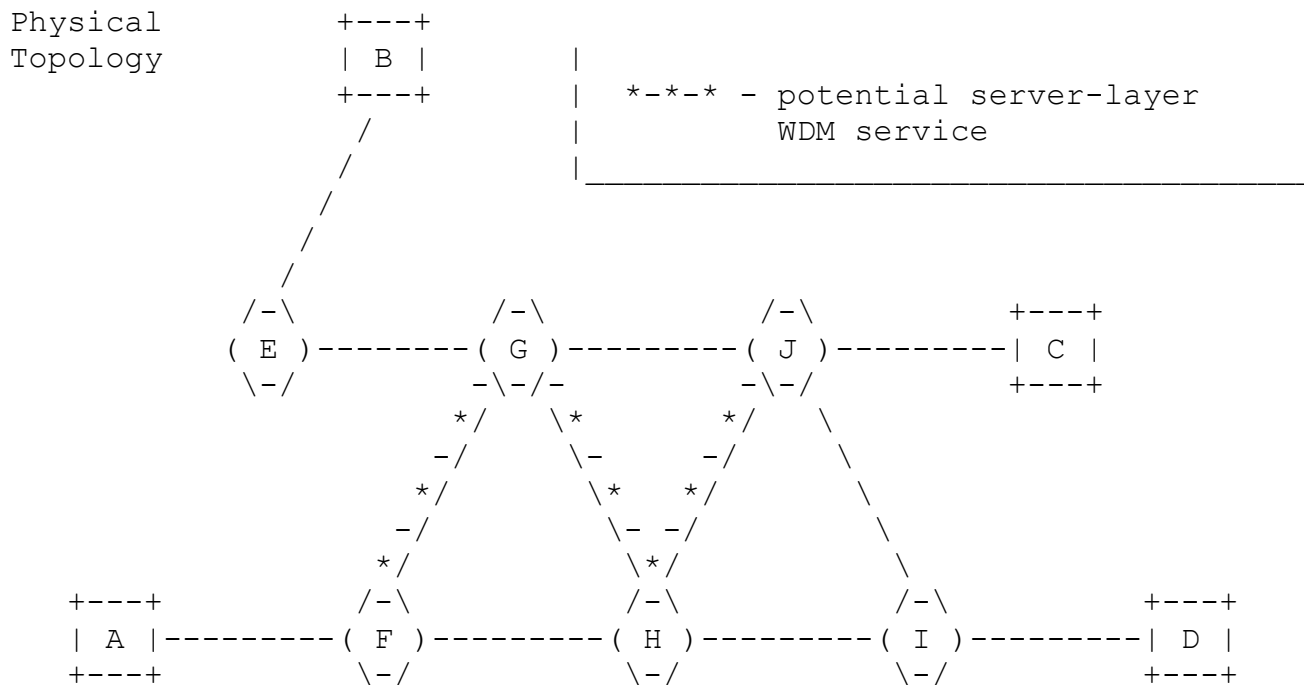 Physical
Topology
B
*-*-* - potential server-layer
WDM service
E G J C
A F H I D